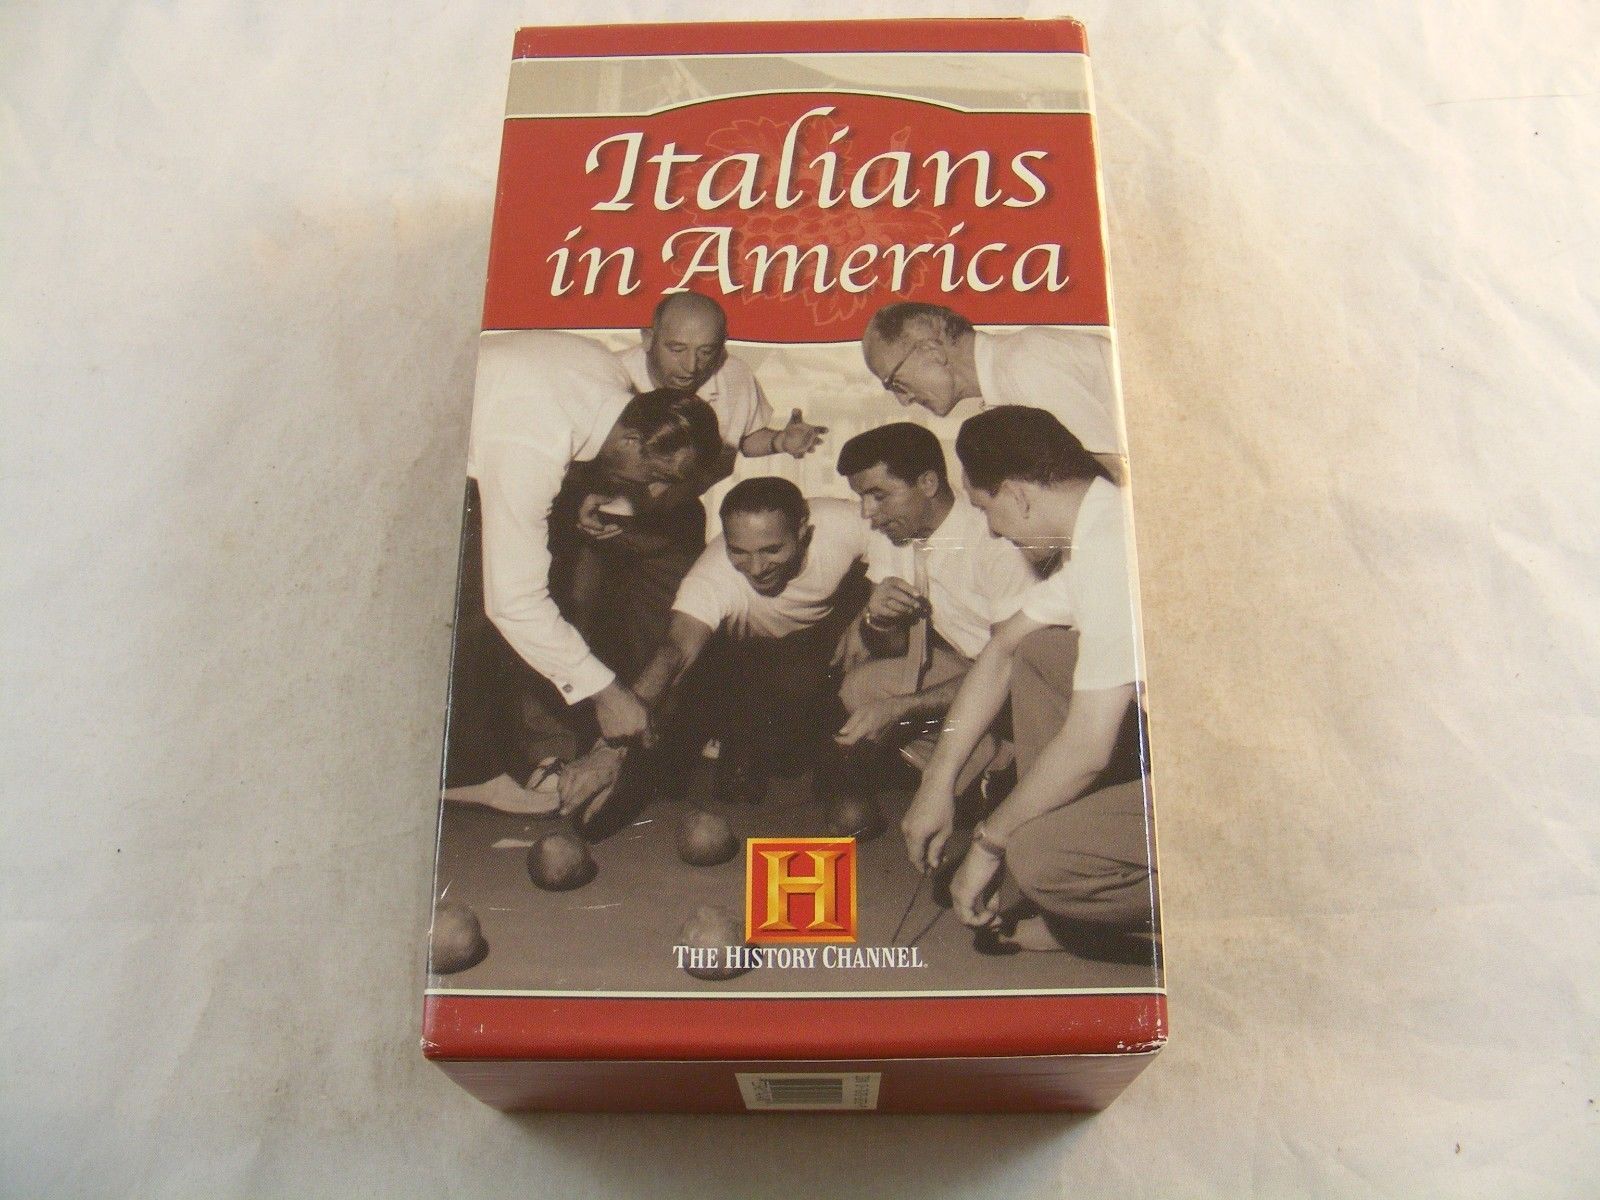 Italians
in America
H
THE HISTORY CHANNEL